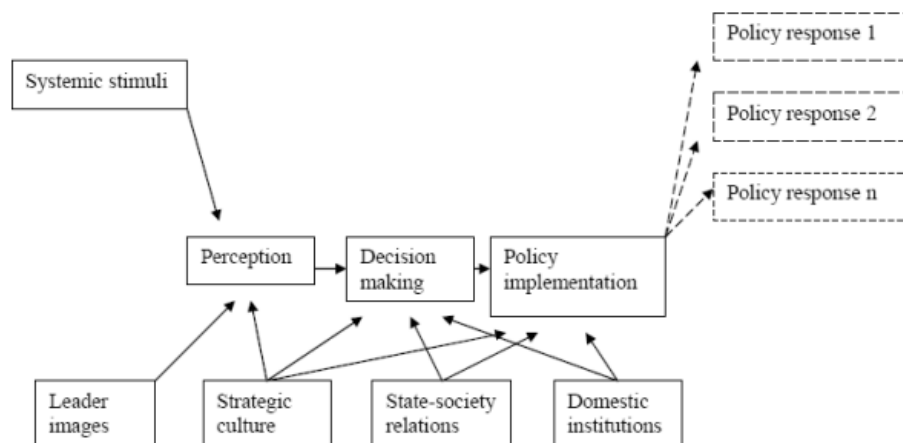 Policy response 1
Systemic stimuli
Policy response 2
Policy response n
Perception
Decision
making
Policy
implementation
Leader
images
Strategic
culture
State-society
relations
Domestic
institutions